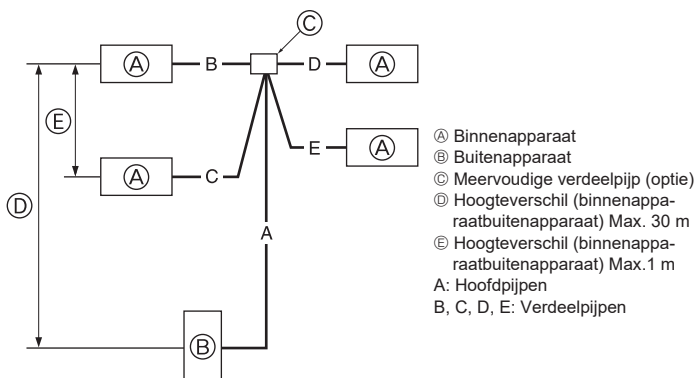 Ⓒ
Ⓐ B D Ⓐ
Ⓔ
Ⓐ C E Ⓐ
Ⓓ
A
Ⓑ
Ⓐ Binnenapparaat
Ⓑ Buitenapparaat
Ⓒ Meervoudige verdeelpijp (optie)
Ⓓ Hoogteverschil (binnenappa-
raatbuitenapparaat) Max. 30 m
Ⓔ Hoogteverschil (binnenappa-
raatbuitenapparaat) Max.1 m
A: Hoofdpijpen
B, C, D, E: Verdeelpijpen